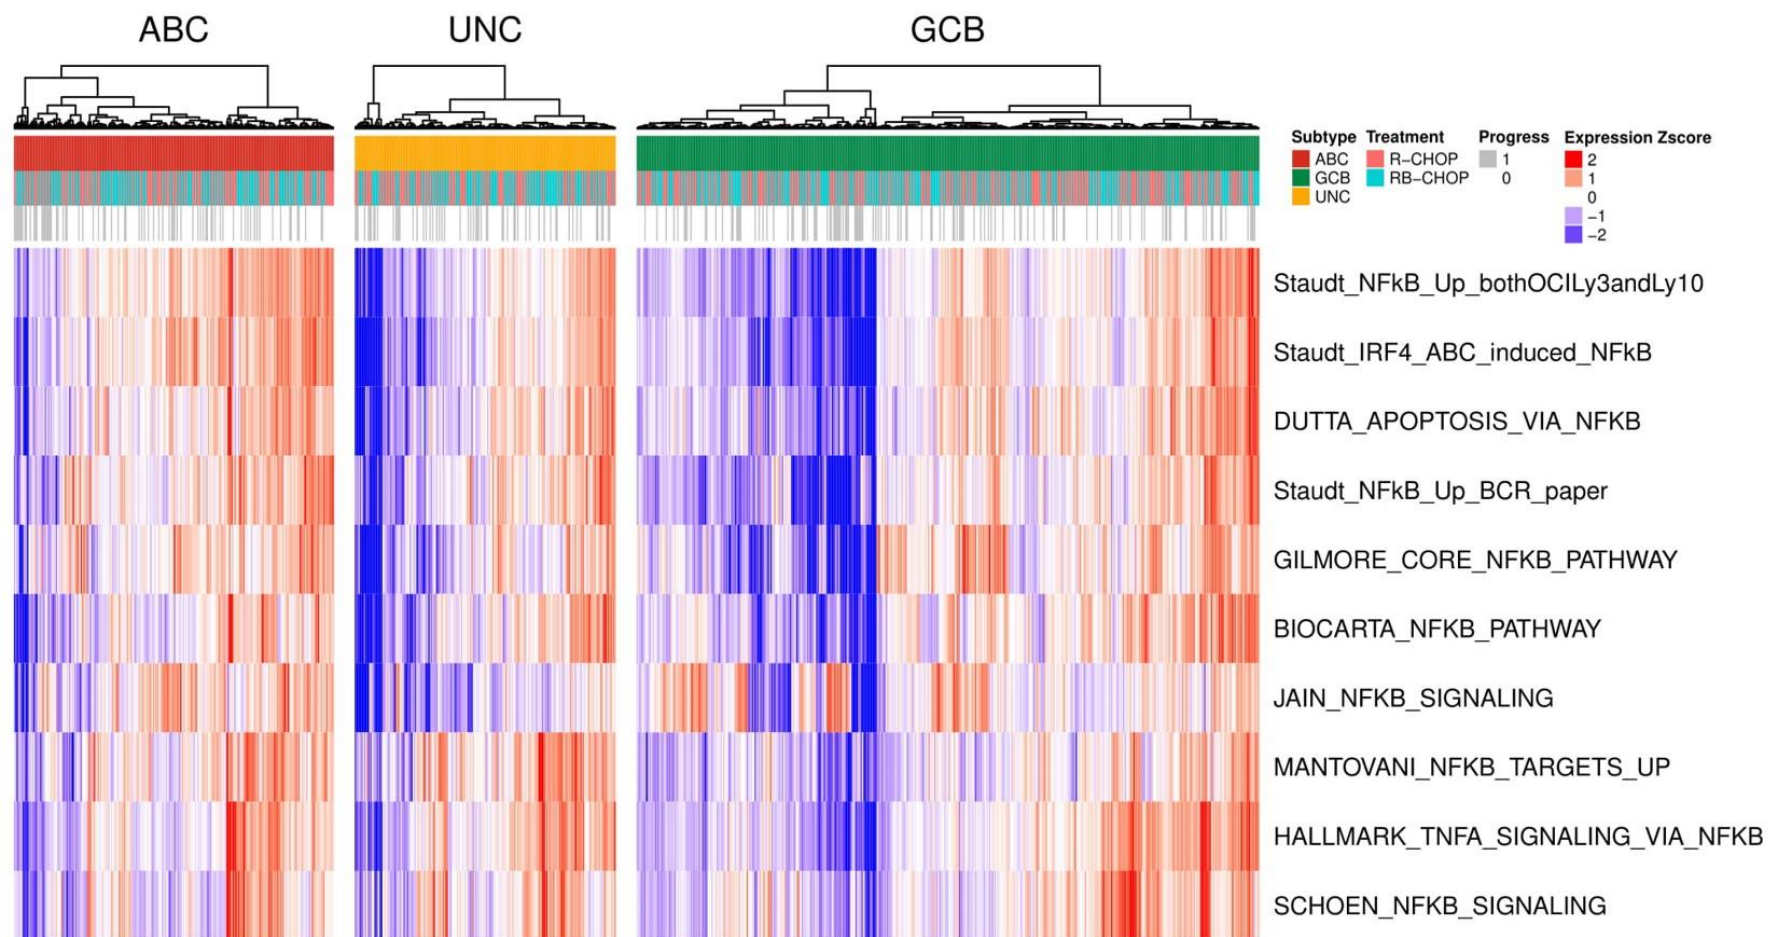 ABC UNC GCB
Subtype Treatment Progress Expression Zscore
ABC R−CHOP 1 2
GCB RB−CHOP 0 1
UNC 0
−1
−2
Staudt_NFkB_Up_bothOCILy3andLy10
Staudt_IRF4_ABC_induced_NFkB
DUTTA_APOPTOSIS_VIA_NFKB
Staudt_NFkB_Up_BCR_paper
GILMORE_CORE_NFKB_PATHWAY
BIOCARTA_NFKB_PATHWAY
JAIN_NFKB_SIGNALING
MANTOVANI_NFKB_TARGETS_UP
HALLMARK_TNFA_SIGNALING_VIA_NFKB
SCHOEN_NFKB_SIGNALING